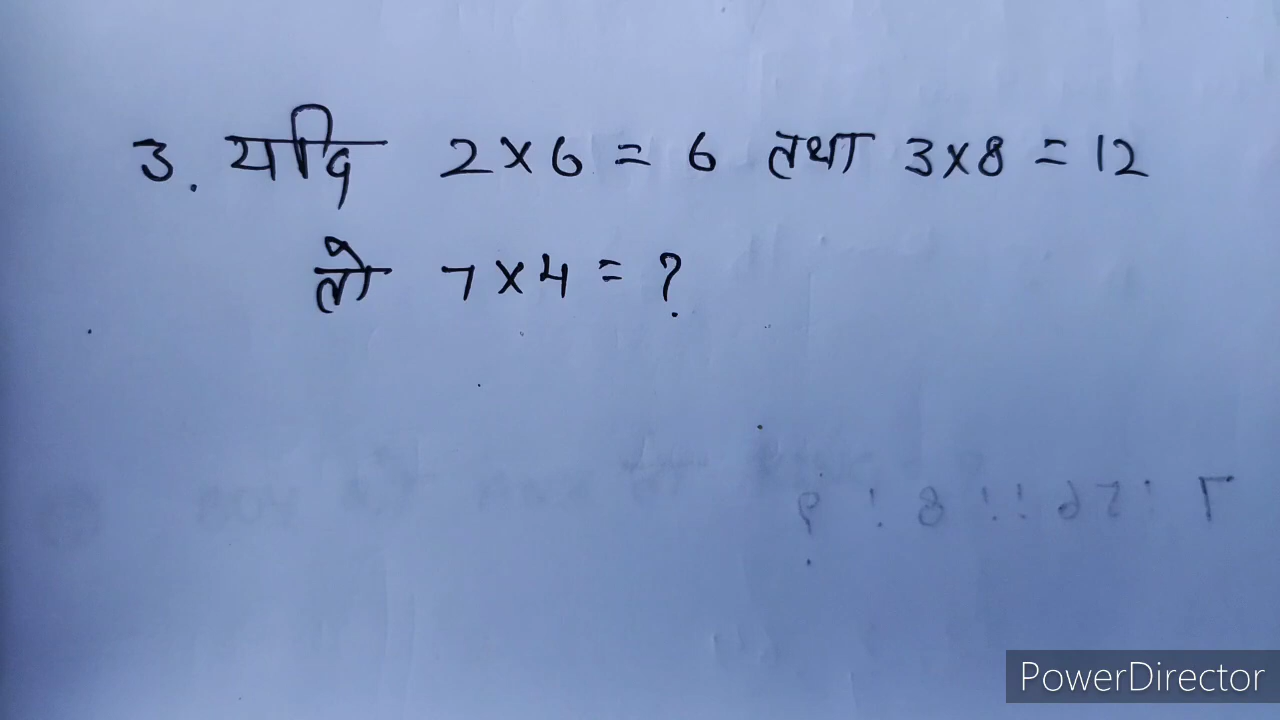 3. यदि 2×6 = 6 तथा 3×8 = 12
तो 7×4 = ?
PowerDirector